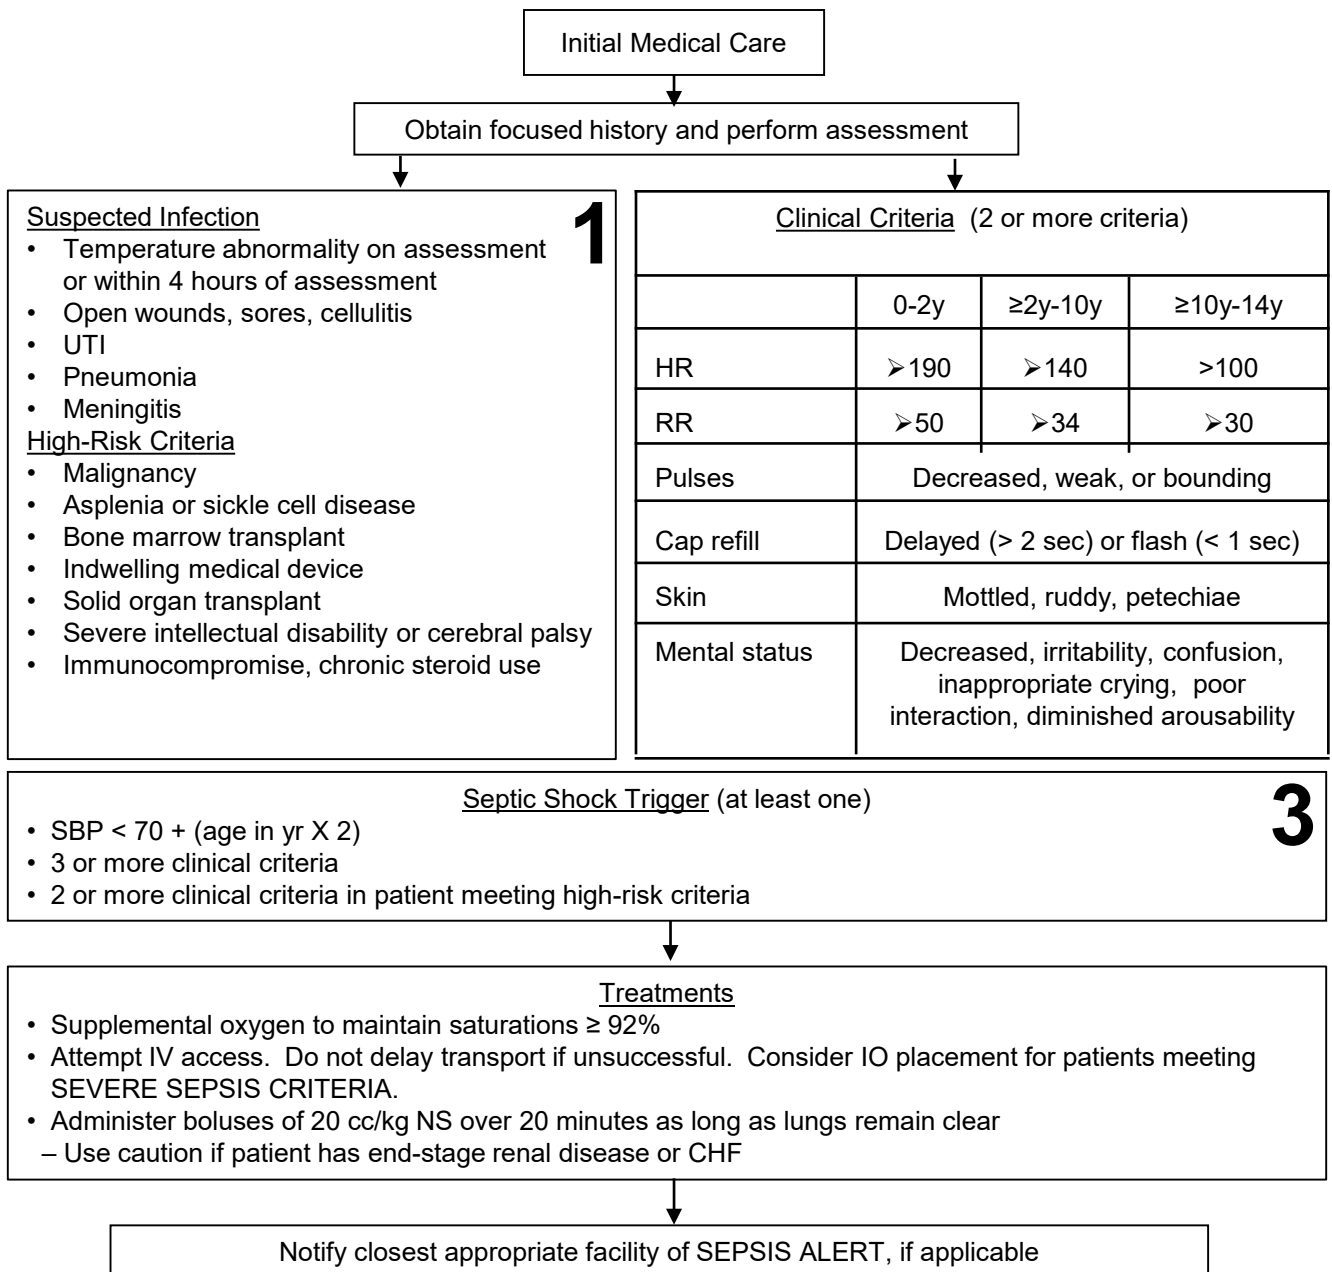 Initial Medical Care
Obtain focused history and perform assessment
Suspected Infection
1
• Temperature abnormality on assessment
or within 4 hours of assessment
• Open wounds, sores, cellulitis
• UTI
• Pneumonia
• Meningitis
High-Risk Criteria
• Malignancy
• Asplenia or sickle cell disease
• Bone marrow transplant
• Indwelling medical device
• Solid organ transplant
• Severe intellectual disability or cerebral palsy
• Immunocompromise, chronic steroid use
Clinical Criteria (2 or more criteria)
0-2y ≥2y-10y ≥10y-14y
HR ➢190 ➢140 >100
RR ➢50 ➢34 ➢30
Pulses Decreased, weak, or bounding
Cap refill Delayed (> 2 sec) or flash (< 1 sec)
Skin Mottled, ruddy, petechiae
Mental status Decreased, irritability, confusion,
inappropriate crying, poor
interaction, diminished arousability
Septic Shock Trigger (at least one)
3
• SBP < 70 + (age in yr X 2)
• 3 or more clinical criteria
• 2 or more clinical criteria in patient meeting high-risk criteria
Treatments
• Supplemental oxygen to maintain saturations ≥ 92%
• Attempt IV access. Do not delay transport if unsuccessful. Consider IO placement for patients meeting
SEVERE SEPSIS CRITERIA.
• Administer boluses of 20 cc/kg NS over 20 minutes as long as lungs remain clear
– Use caution if patient has end-stage renal disease or CHF
Notify closest appropriate facility of SEPSIS ALERT, if applicable